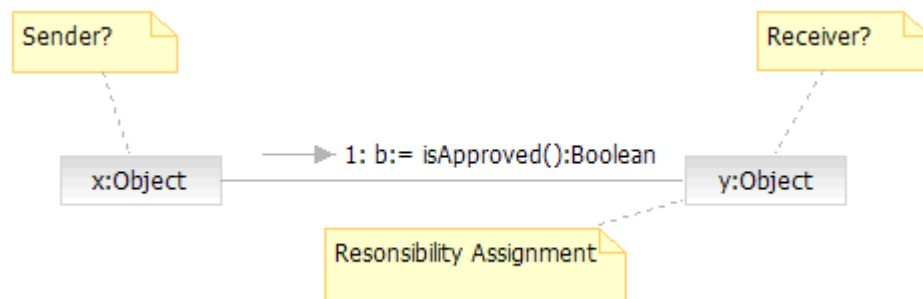 Sender?
Receiver?
1: b:= isApproved():Boolean
x:Object
y:Object
Resonsibility Assignment